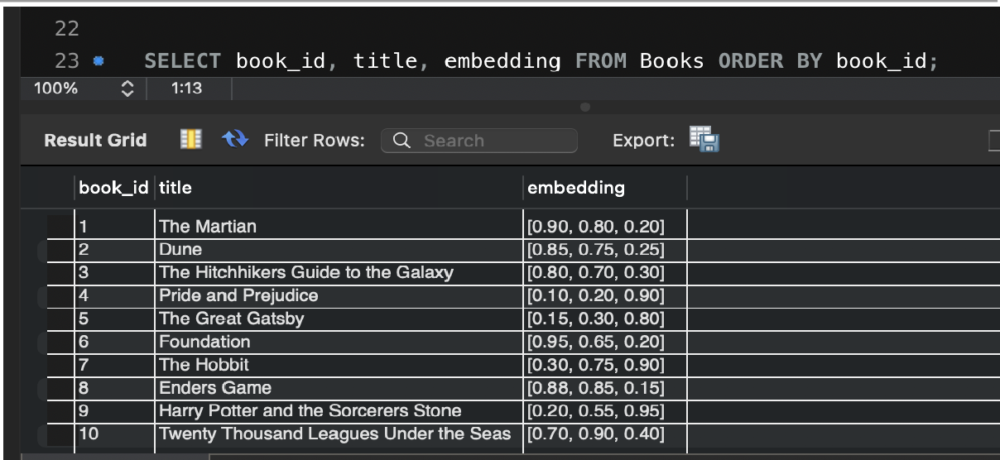 22
23 SELECT book_id, title, embedding FROM Books ORDER BY book_id;
100% 1:13
Result Grid Filter Rows: Search Export:
book_id title embedding
1 The Martian [0.90, 0.80, 0.20]
2 Dune [0.85, 0.75, 0.25]
3 The Hitchhikers Guide to the Galaxy [0.80, 0.70, 0.30]
4 Pride and Prejudice [0.10, 0.20, 0.90]
5 The Great Gatsby [0.15, 0.30, 0.80]
6 Foundation [0.95, 0.65, 0.20]
7 The Hobbit [0.30, 0.75, 0.90]
8 Enders Game [0.88, 0.85, 0.15]
9 Harry Potter and the Sorcerers Stone [0.20, 0.55, 0.95]
10 Twenty Thousand Leagues Under the Seas [0.70, 0.90, 0.40]